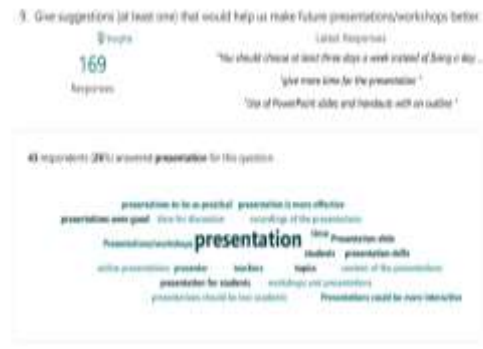 9. Give suggestions (at least one) that would help us make future presentations/workshops better.
Insights
169
Responses
Latest Responses
"You should choose at least three days a week instead of fixing a day ...
"give more time for the presentation "
"Use of PowerPoint slides and handouts with an outline "
43 respondents answered presentation for this question.
presentations to be as practical presentation is more effective
presentations were good time for discussion recordings of the presentations
Presentations/workshops presentation time Presentation skills
students presentation skills
online presentations presenter teachers topics content of the presentations
presentation for students workshops and presentations
presentations should be
Presentations could be more interactive